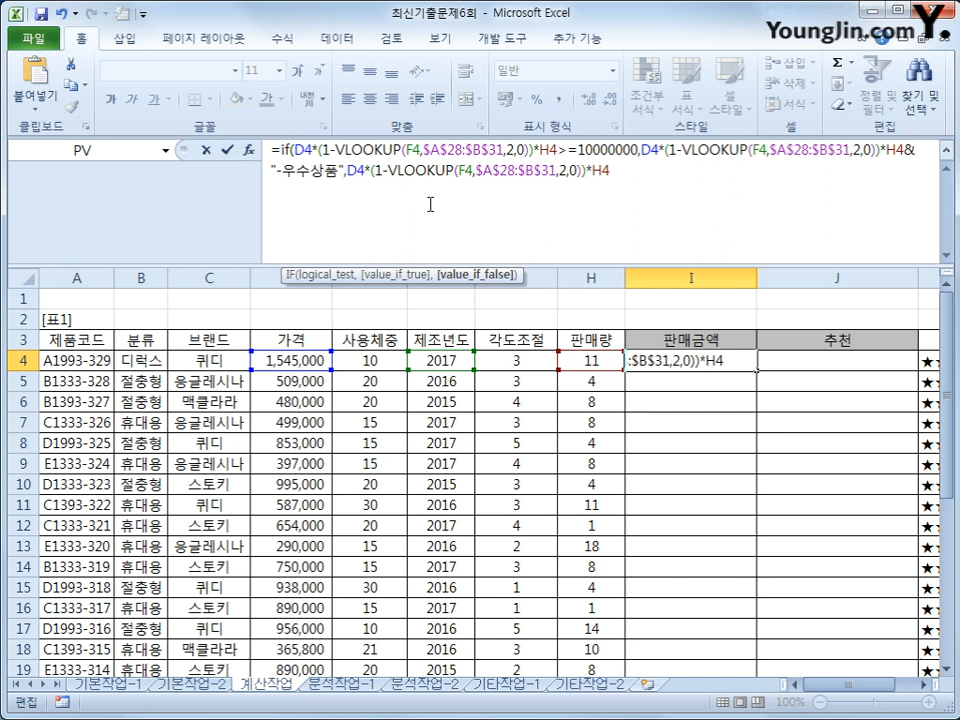 최신기출문제6회 - Microsoft Excel
Younglin.com Y.
파일 홈 삽입 페이지 레이아웃 수식 데이터 검토 보기 개발 도구 추가 기능
붙여넣기 11 일반 조건부 서식 표 서식 셀 스타일 삽입 삭제 서식 정렬 및 필터 찾기 및 선택
클립보드 글꼴 맞춤 표시 형식 스타일 셀 편집
PV =if(D4*(1-VLOOKUP(F4,$A$28:$B$31,2,0))*H4>=10000000,D4*(1-VLOOKUP(F4,$A$28:$B$31,2,0))*H4&
"-우수상품",D4*(1-VLOOKUP(F4,$A$28:$B$31,2,0))*H4
IF(logical_test, [value_if_true], [value_if_false])
A B C H I J
1
2 [표1]
3 제품코드 분류 브랜드 가격 사용체중 제조년도 각도조절 판매량 판매금액 추천
4 A1993-329 디럭스 퀴디 1,545,000 10 2017 3 11 :$B$31,2,0))*H4 ★★
5 B1333-328 절충형 응글레시나 509,000 20 2016 3 4 ★★
6 B1393-327 절충형 맥클라라 480,000 20 2015 4 8 ★★
7 C1333-326 휴대용 응글레시나 499,000 15 2017 3 8 ★★
8 D1993-325 절충형 퀴디 853,000 15 2017 5 4 ★★
9 E1333-324 휴대용 응글레시나 397,000 15 2017 4 8 ★★
10 D1333-323 절충형 스토키 995,000 20 2015 3 4 ★★
11 C1393-322 휴대용 퀴디 587,000 30 2016 3 11 ★★
12 C1333-321 휴대용 스토키 654,000 20 2017 4 1 ★★
13 E1333-320 휴대용 응글레시나 290,000 15 2016 2 18 ★★
14 B1333-319 휴대용 스토키 750,000 15 2017 3 8 ★★
15 D1993-318 절충형 퀴디 938,000 30 2016 1 4 ★★
16 C1333-317 휴대용 스토키 890,000 15 2017 1 1 ★★
17 D1993-316 절충형 퀴디 956,000 10 2016 5 14 ★★
18 C1393-315 휴대용 맥클라라 365,800 21 2016 3 10 ★★
19 E1333-314 휴대용 스토키 890,000 20 2015 2 8 ★★
기본작업-1 기본작업-2 계산작업 분석작업-1 분석작업-2 기타작업-1 기타작업-2
편집 100%